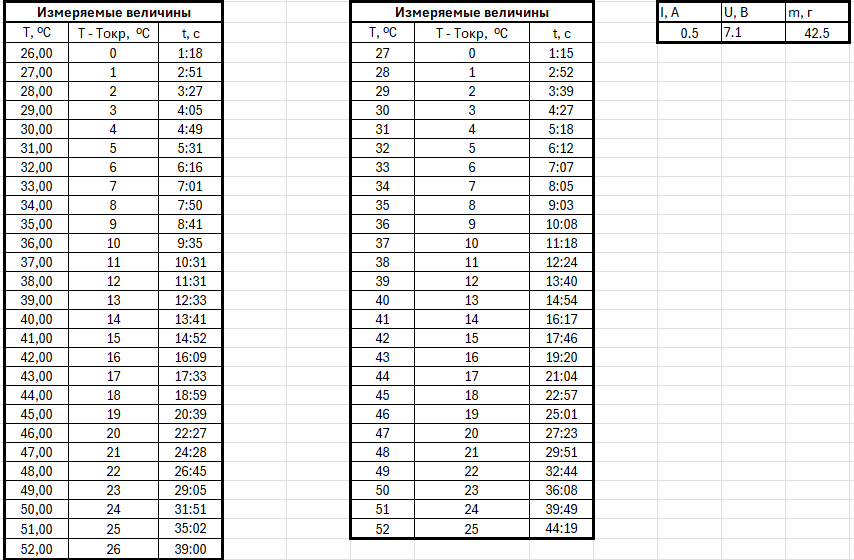 Измеряемые величины Измеряемые величины I, А U, В m, г
T, ºC T - Токр, ºC t, с T, ºC T - Токр, ºC t, с 0.5 7.1 42.5
26,00 0 1:18 27 0 1:15
27,00 1 2:51 28 1 2:52
28,00 2 3:27 29 2 3:39
29,00 3 4:05 30 3 4:27
30,00 4 4:49 31 4 5:18
31,00 5 5:31 32 5 6:12
32,00 6 6:16 33 6 7:07
33,00 7 7:01 34 7 8:05
34,00 8 7:50 35 8 9:03
35,00 9 8:41 36 9 10:08
36,00 10 9:35 37 10 11:18
37,00 11 10:31 38 11 12:24
38,00 12 11:31 39 12 13:40
39,00 13 12:33 40 13 14:54
40,00 14 13:41 41 14 16:17
41,00 15 14:52 42 15 17:46
42,00 16 16:09 43 16 19:20
43,00 17 17:33 44 17 21:04
44,00 18 18:59 45 18 22:57
45,00 19 20:39 46 19 25:01
46,00 20 22:27 47 20 27:23
47,00 21 24:28 48 21 29:51
48,00 22 26:45 49 22 32:44
49,00 23 29:05 50 23 36:08
50,00 24 31:51 51 24 39:49
51,00 25 35:02 52 25 44:19
52,00 26 39:00